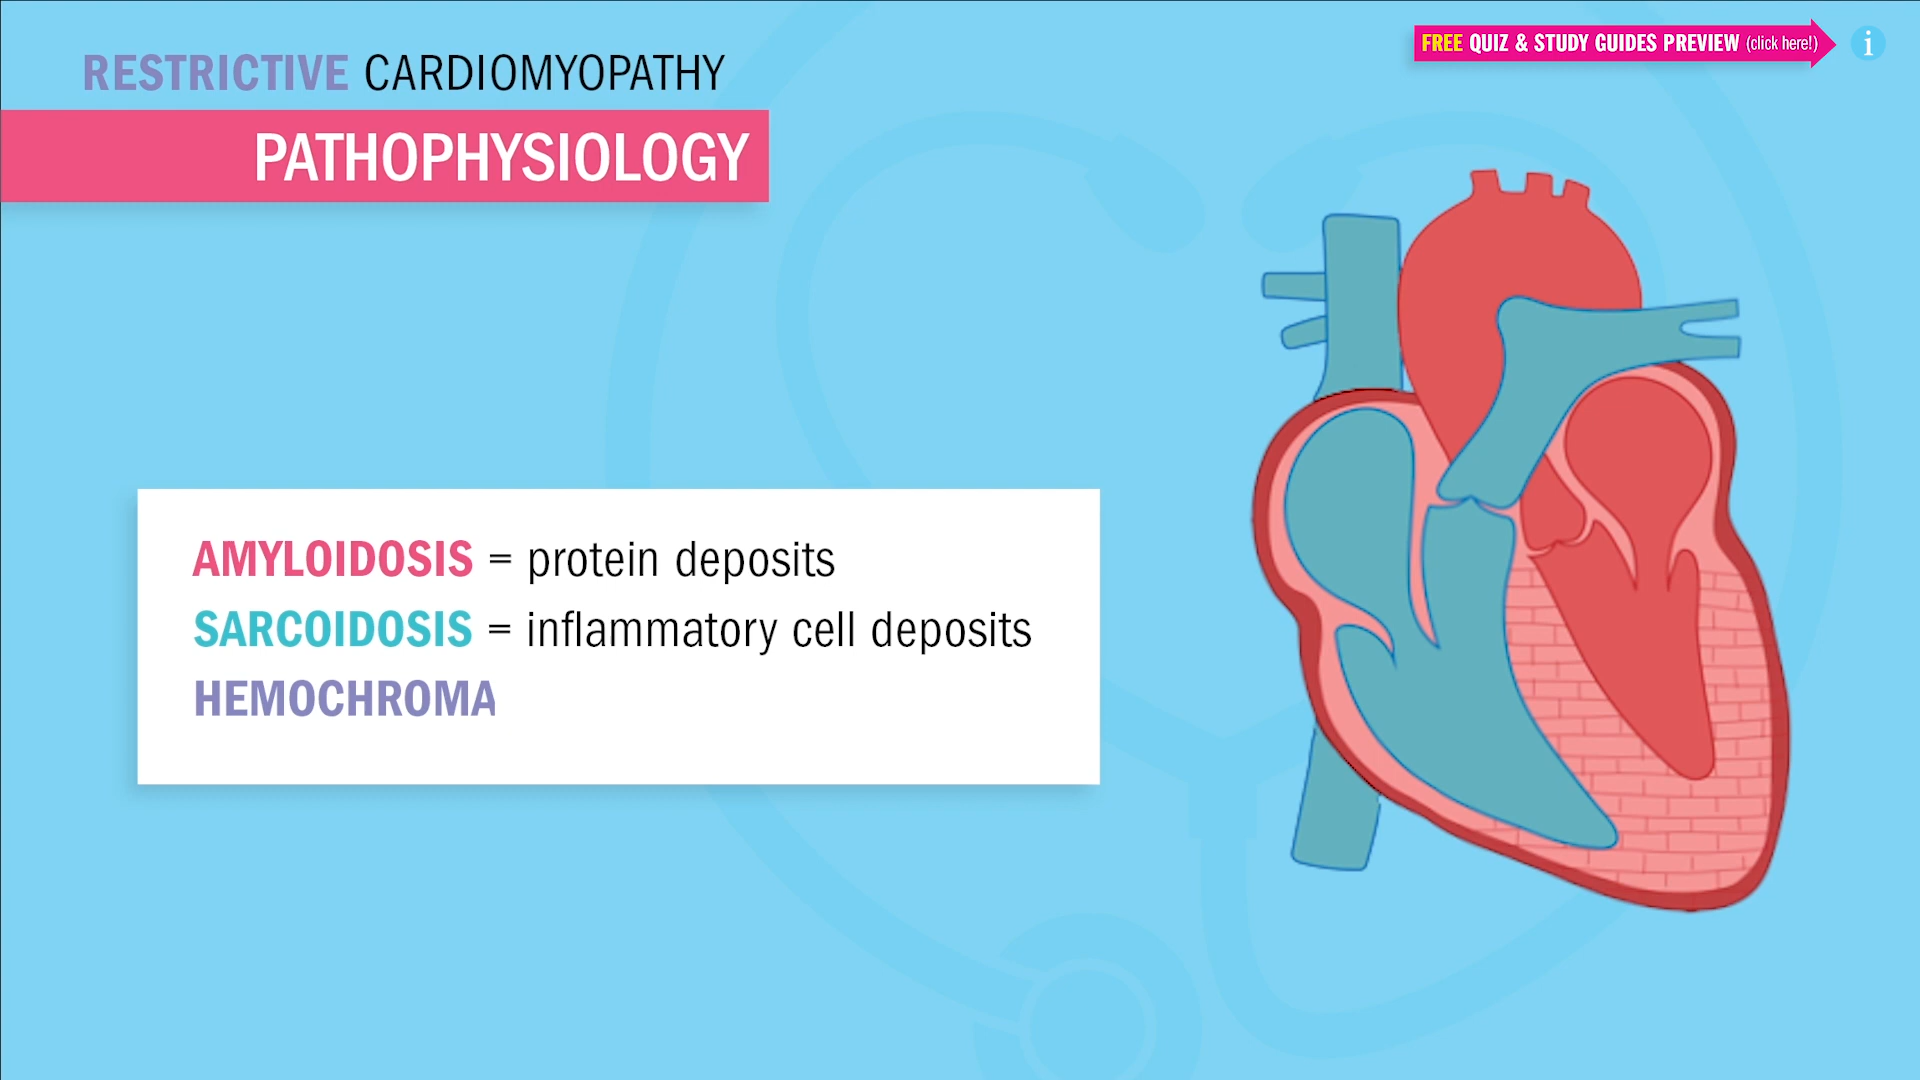 RESTRICTIVE CARDIOMYOPATHY
PATHOPHYSIOLOGY
FREE QUIZ & STUDY GUIDES PREVIEW (click here!)
i
AMYLOIDOSIS = protein deposits
SARCOIDOSIS = inflammatory cell deposits
HEMOCHROMA